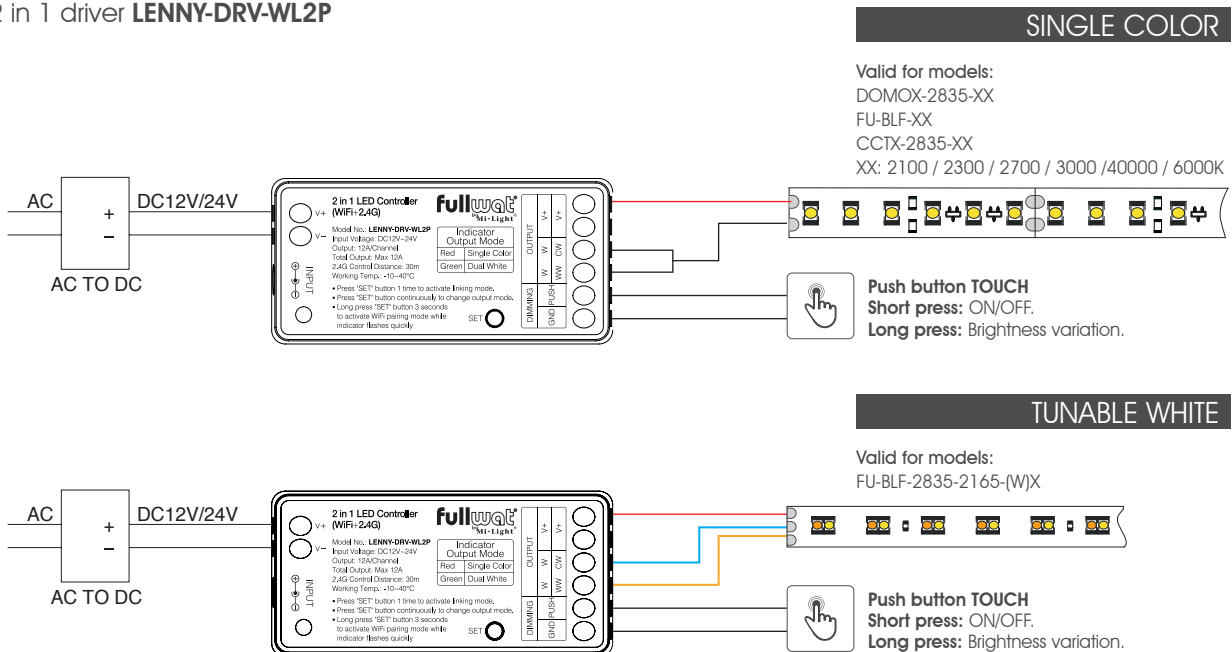 2 in 1 driver LENNY-DRV-WL2P
SINGLE COLOR
Valid for models:
DOMOX-2835-XX
FU-BLF-XX
CCTX-2835-XX
XX: 2100 / 2300 / 2700 / 3000 /40000 / 6000K
AC
+
−
DC12V/24V
AC TO DC
V+
V−
INPUT
2 in 1 LED Controller
(WiFi+2.4G)
fullwat
Mi·Light
Model No.: LENNY-DRV-WL2P
Input Voltage: DC12V~24V
Output: 12A/Channel
Total Output: Max 12A
2.4G Control Distance: 30m
Working Temp.: -10~40°C
Indicator
Output Mode
Red Single Color
Green Dual White
• Press "SET" button 1 time to activate linking mode.
• Press "SET" button continuously to change output mode.
• Long press "SET" button 3 seconds
to activate WiFi pairing mode while
indicator flashes quickly
SET
OUTPUT
V+ V+
W CW
W WW
DIMMING
PUSH
GND
Push button TOUCH
Short press: ON/OFF.
Long press: Brightness variation.
TUNABLE WHITE
Valid for models:
FU-BLF-2835-2165-(W)X
AC
+
−
DC12V/24V
AC TO DC
V+
V−
INPUT
2 in 1 LED Controller
(WiFi+2.4G)
fullwat
Mi·Light
Model No.: LENNY-DRV-WL2P
Input Voltage: DC12V~24V
Output: 12A/Channel
Total Output: Max 12A
2.4G Control Distance: 30m
Working Temp.: -10~40°C
Indicator
Output Mode
Red Single Color
Green Dual White
• Press "SET" button 1 time to activate linking mode.
• Press "SET" button continuously to change output mode.
• Long press "SET" button 3 seconds
to activate WiFi pairing mode while
indicator flashes quickly
SET
OUTPUT
V+ V+
W CW
W WW
DIMMING
PUSH
GND
Push button TOUCH
Short press: ON/OFF.
Long press: Brightness variation.